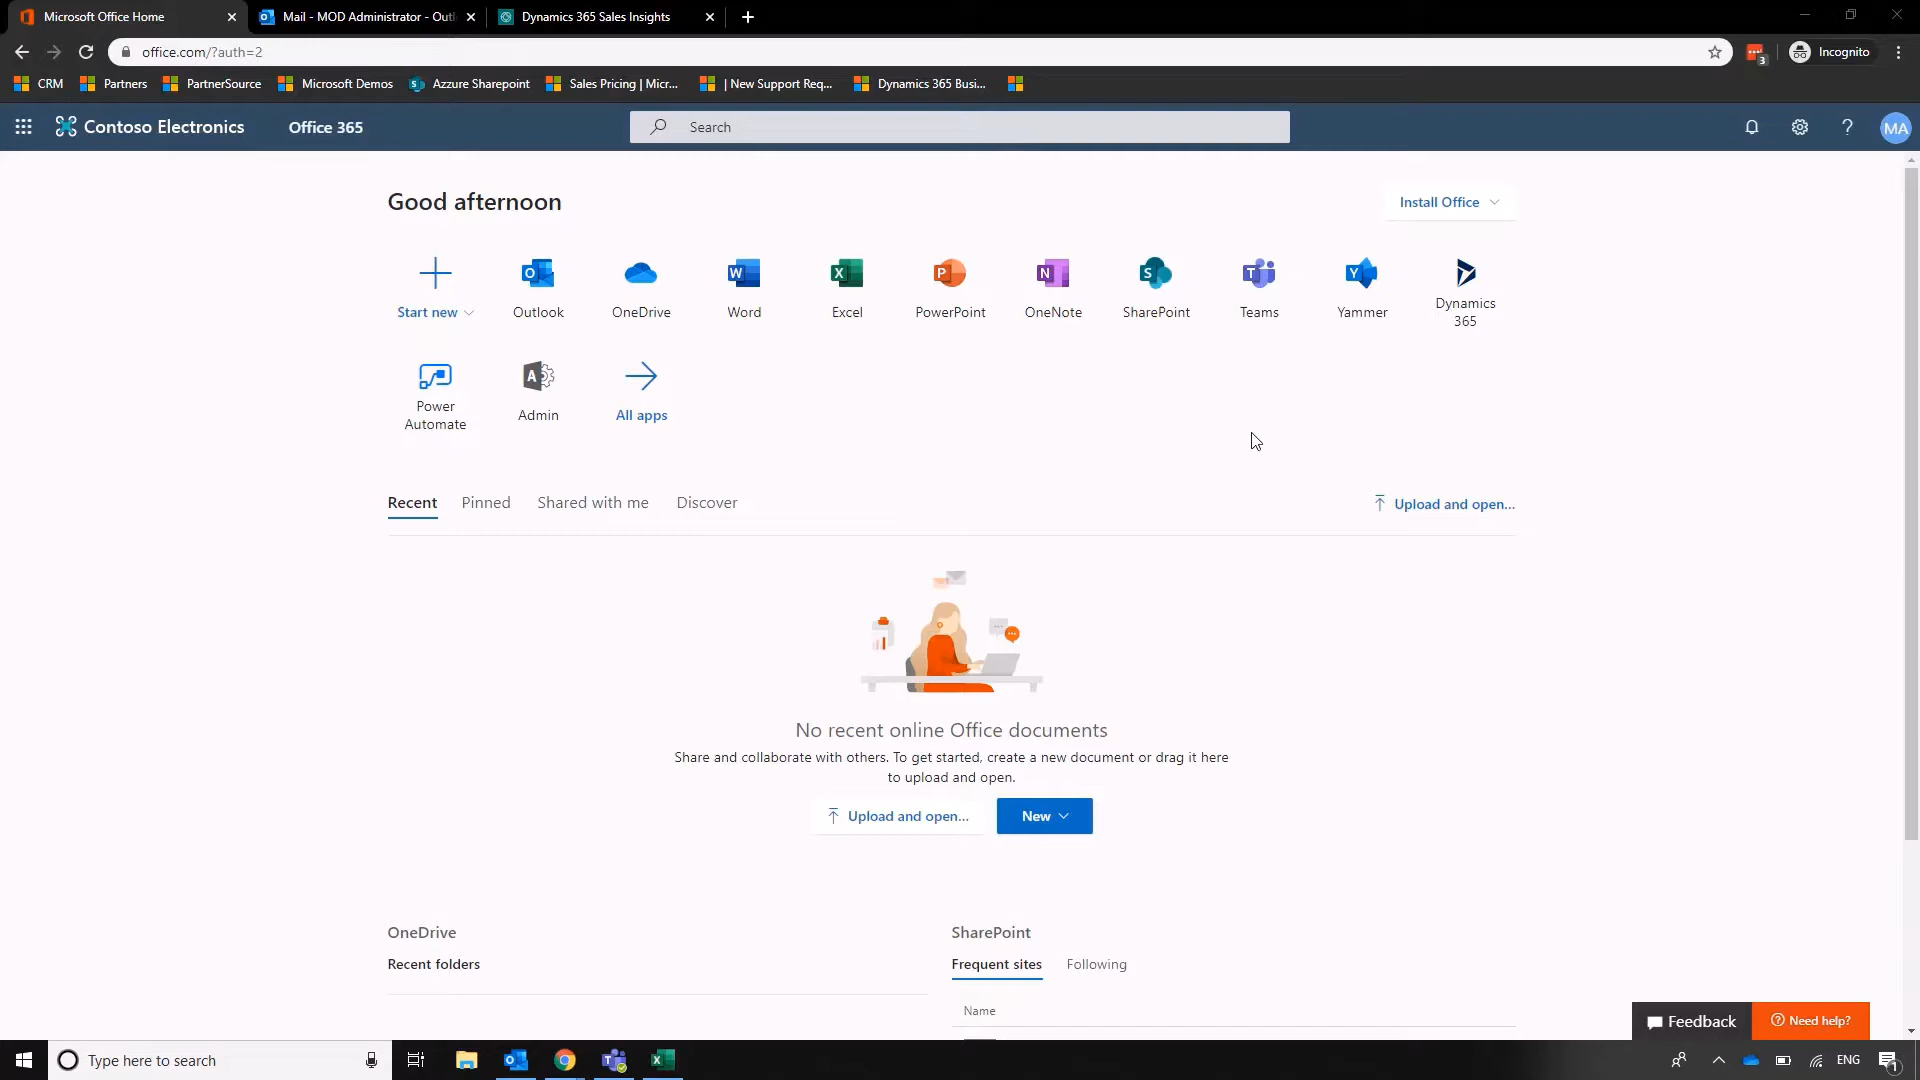 Microsoft Office Home
Mail - MOD Administrator - Outl
Dynamics 365 Sales Insights
office.com/?auth=2
3
Incognito
CRM
Partners
PartnerSource
Microsoft Demos
Azzure Sharepoint
Sales Pricing | Micr...
| New Support Req...
Dynamics 365 Busi...
Contoso Electronics
Office 365
Search
MA
Good afternoon
Install Office
Start new
Outlook
OneDrive
Word
Excel
PowerPoint
OneNote
SharePoint
Teams
Yammer
Dynamics
365
Power
Automate
Admin
All apps
Recent
Pinned
Shared with me
Discover
Upload and open...
No recent online Office documents
Share and collaborate with others. To get started, create a new document or drag it here
to upload and open.
Upload and open...
New
OneDrive
SharePoint
Recent folders
Frequent sites
Following
Name
Feedback
Need help?
Type here to search
ENG
1